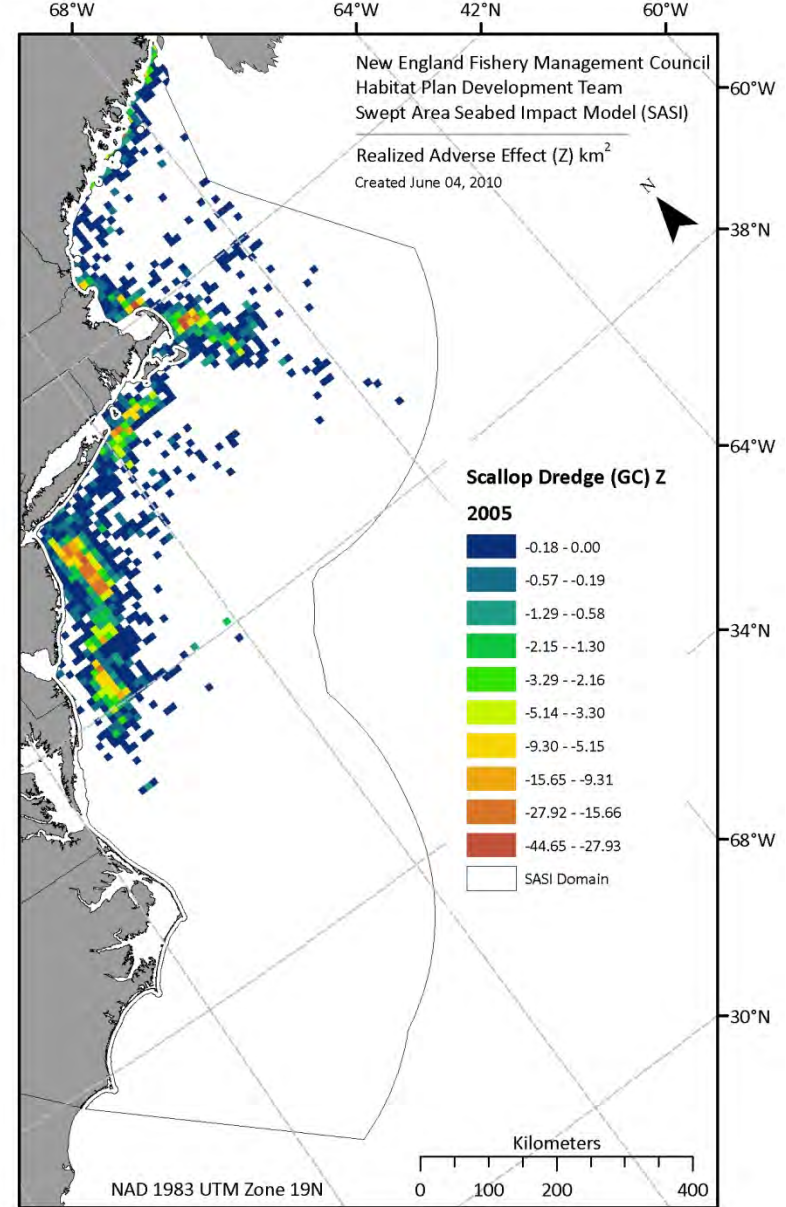 68°W 64°W 42°N 60°W
New England Fishery Management Council
Habitat Plan Development Team
Swept Area Seabed Impact Model (SASI)
Realized Adverse Effect (Z) km²
Created June 04, 2010
N
60°W
38°N
64°W
34°N
68°W
30°N
Scallop Dredge (GC) Z
2005
-0.18 - 0.00
-0.57 - -0.19
-1.29 - -0.58
-2.15 - -1.30
-3.29 - -2.16
-5.14 - -3.30
-9.30 - -5.15
-15.65 - -9.31
-27.92 - -15.66
-44.65 - -27.93
SASI Domain
Kilometers
0 100 200 400
NAD 1983 UTM Zone 19N